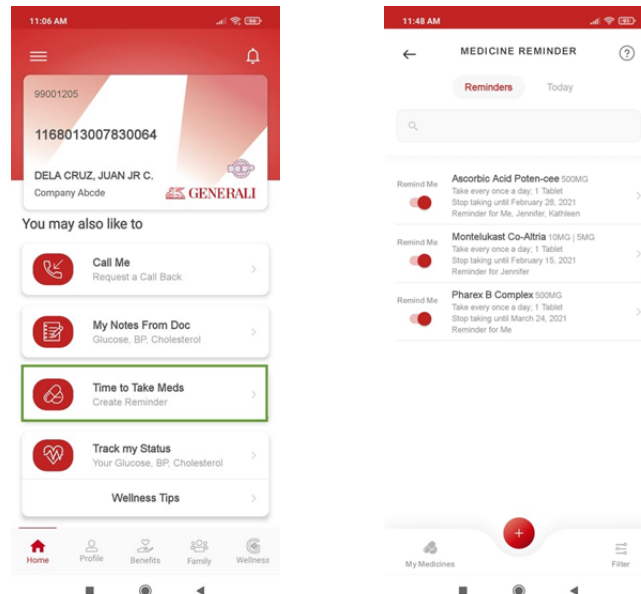 11:06 AM
91
99001205
1168013007830064
DELA CRUZ, JUAN JR C.
Company Abcde
GENERALI
You may also like to
Call Me
Request a Call Back
My Notes From Doc
Glucose, BP, Cholesterol
Time to Take Meds
Create Reminder
Track my Status
Your Glucose, BP, Cholesterol
Wellness Tips
Home
Profile
Benefits
Family
Wellness
11:48 AM
91
MEDICINE REMINDER
?
Reminders
Today
Remind Me
Ascorbic Acid Poten-cee 500MG
Take every once a day; 1 Tablet
Stop taking until February 28, 2021
Reminder for Me, Jennifer, Kathleen
Remind Me
Montelukast Co-Altria 10MG | 5MG
Take every once a day; 1 Tablet
Stop taking until February 15, 2021
Reminder for Jennifer
Remind Me
Pharex B Complex 500MG
Take every once a day; 1 Tablet
Stop taking until March 24, 2021
Reminder for Me
+
My Medicines
Filter